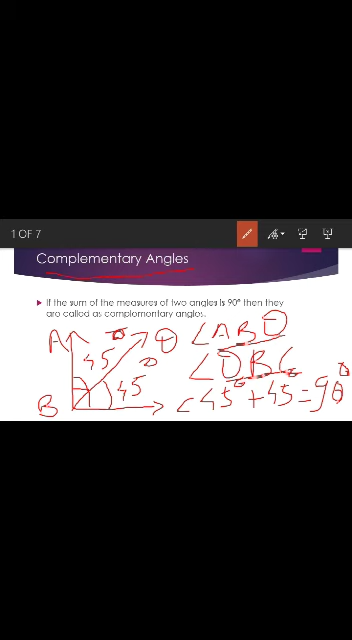 1 OF 7
Complementary Angles
If the sum of the measures of two angles is 90° then they
are called as complementary angles.
A 45° D ∠ABD
45° ∠DBC
B C 45° + 45° = 90°